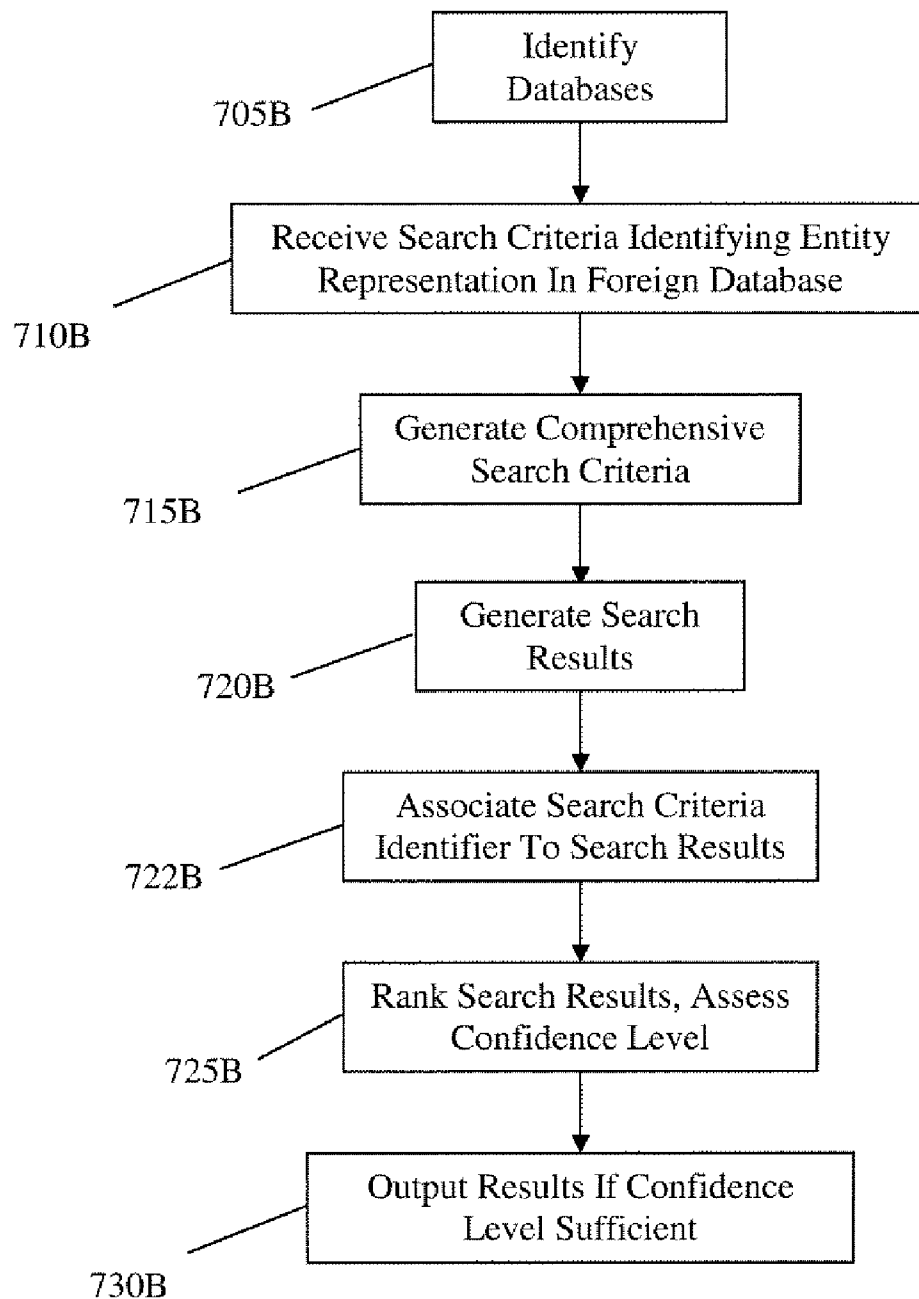 Identify
Databases
705B
Receive Search Criteria Identifying Entity
Representation In Foreign Database
710B
Generate Comprehensive
Search Criteria
715B
Generate Search
Results
720B
Associate Search Criteria
Identifier To Search Results
722B
Rank Search Results, Assess
Confidence Level
725B
Output Results If Confidence
Level Sufficient
730B